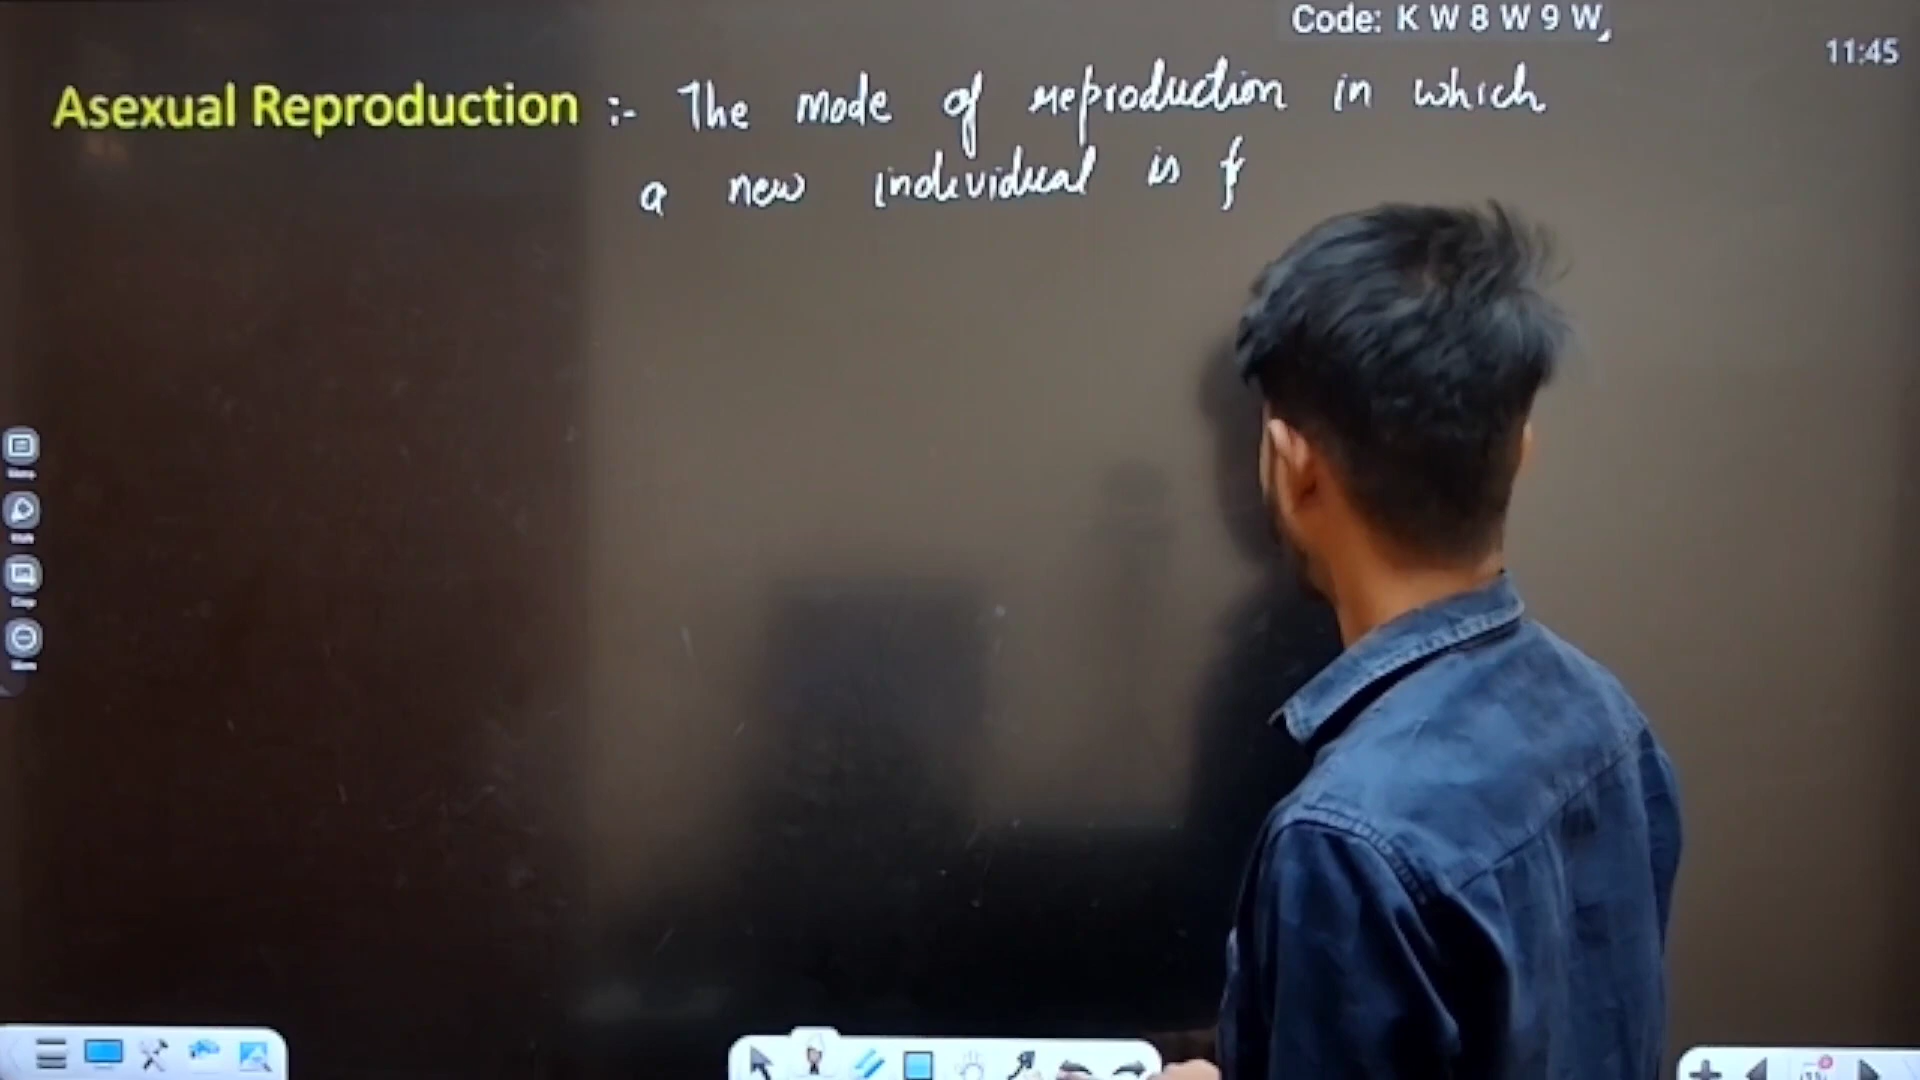 Code: K W 8 W 9 W
11:45
Asexual Reproduction :- The mode of reproduction in which
a new individual is f